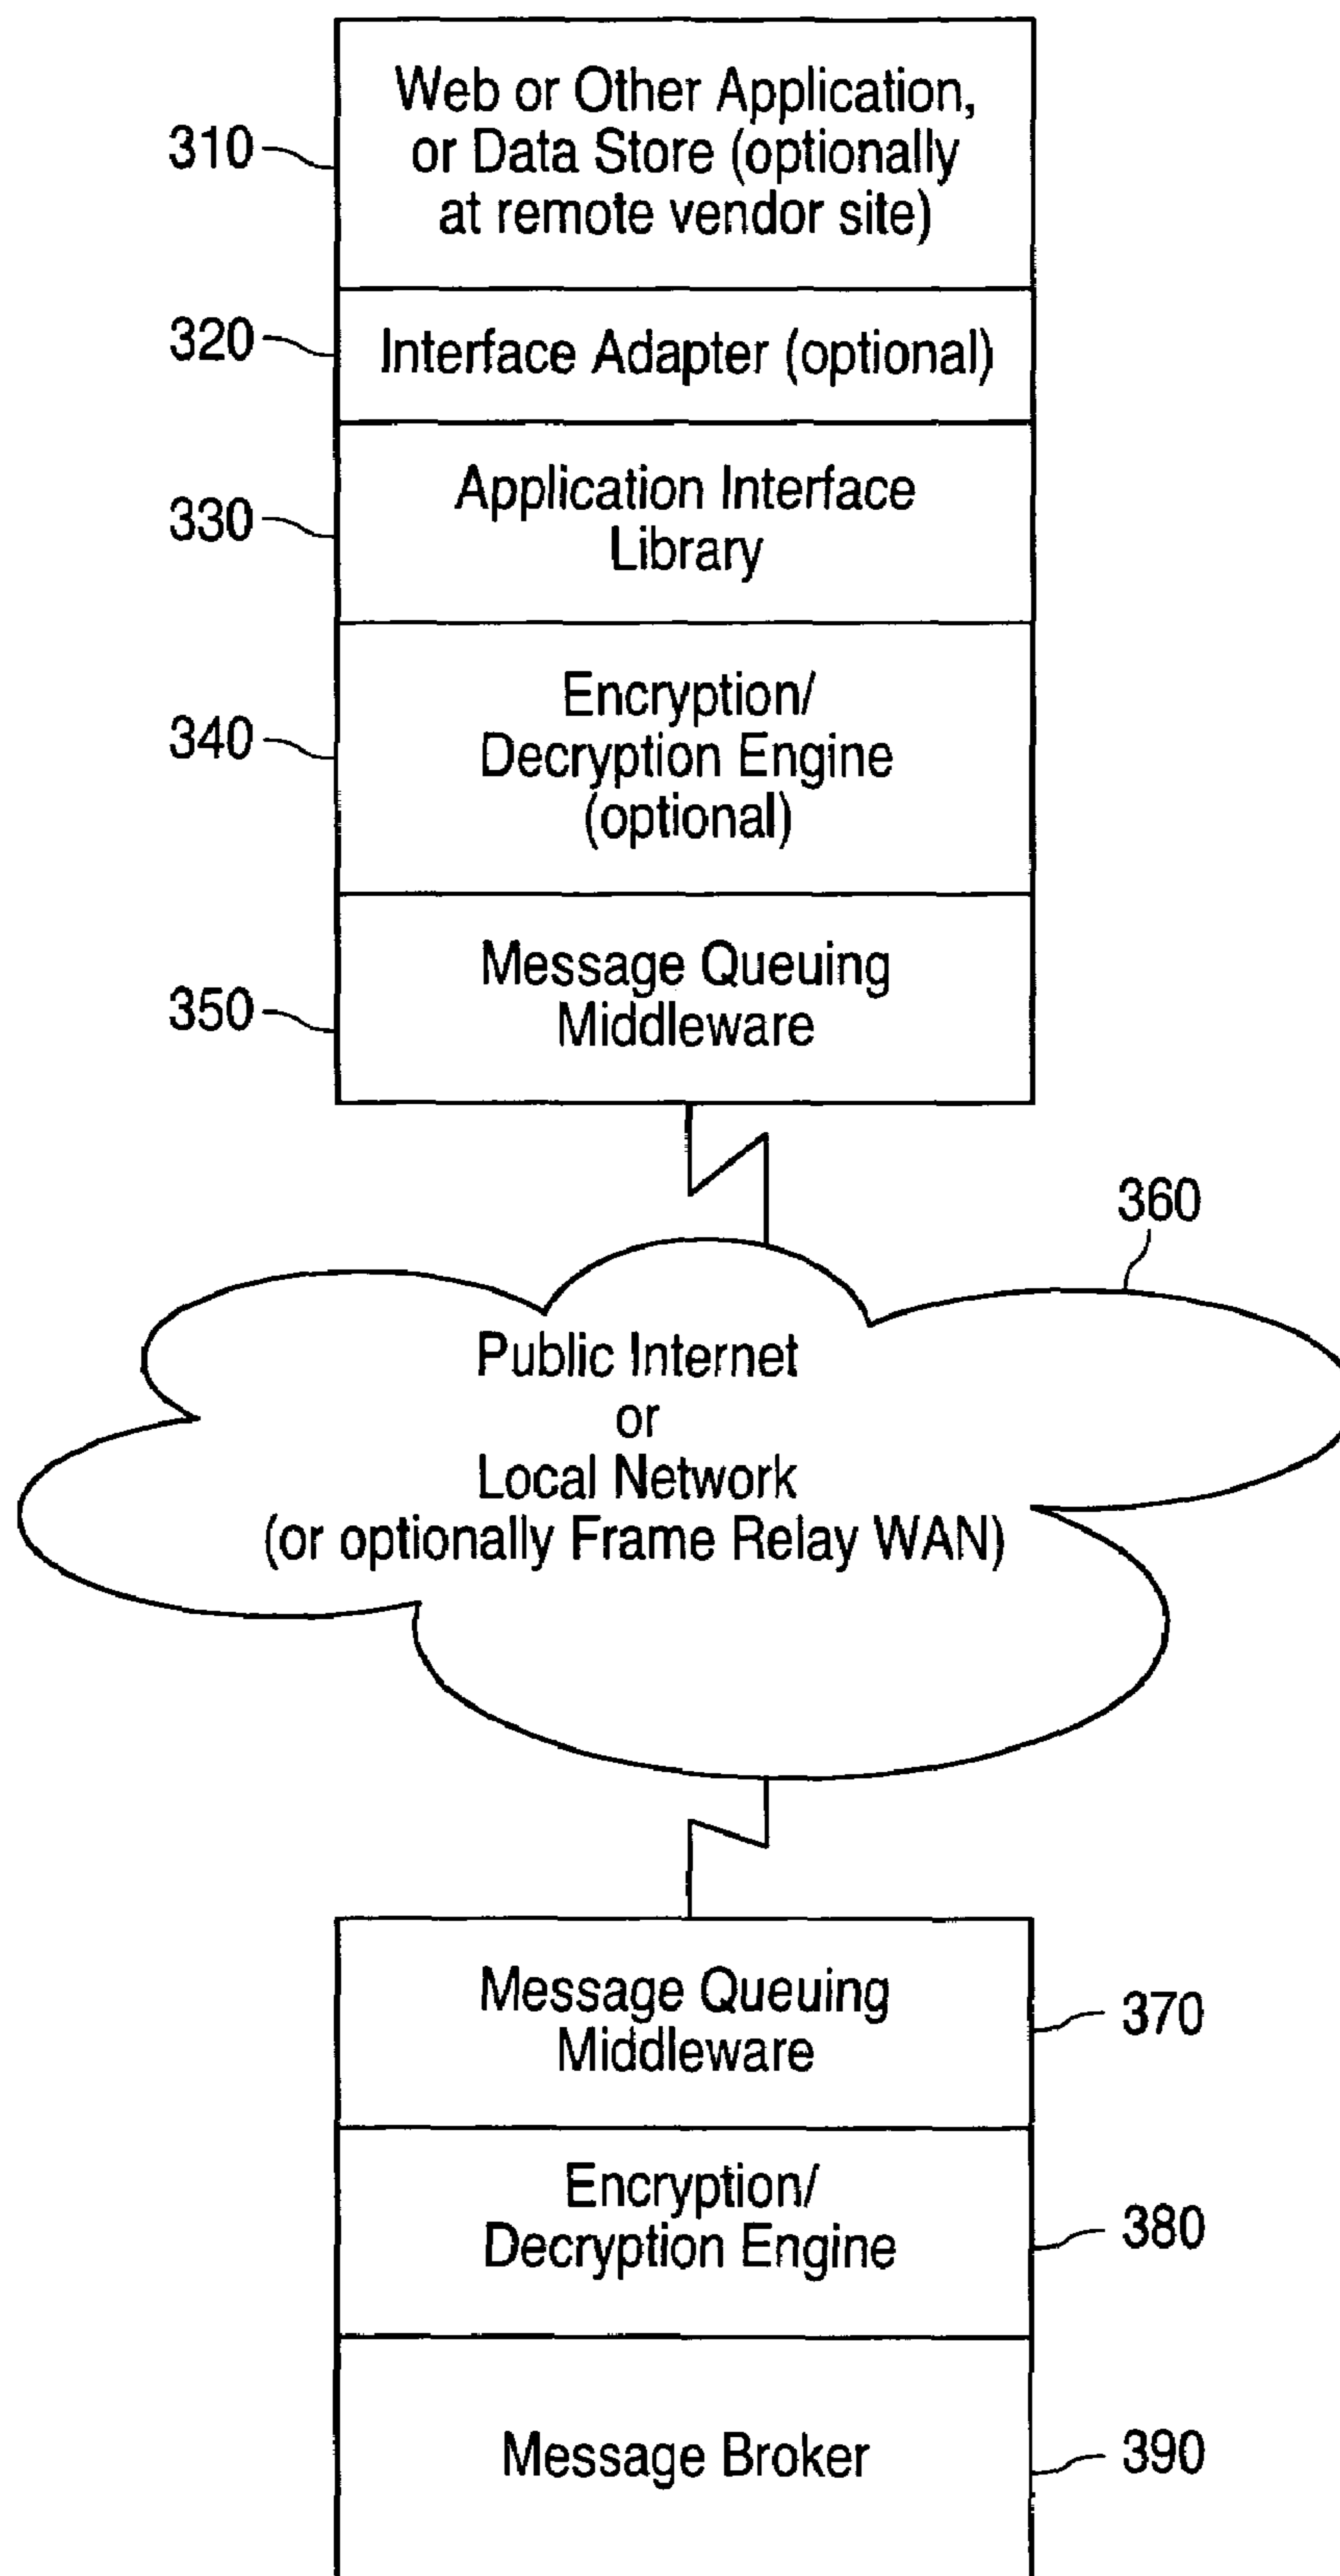 Web or Other Application,
or Data Store (optionally
at remote vendor site)
310
Interface Adapter (optional)
320
Application Interface
Library
330
Encryption/
Decryption Engine
(optional)
340
Message Queuing
Middleware
350
360
Public Internet
or
Local Network
(or optionally Frame Relay WAN)
Message Queuing
Middleware
370
Encryption/
Decryption Engine
380
Message Broker
390